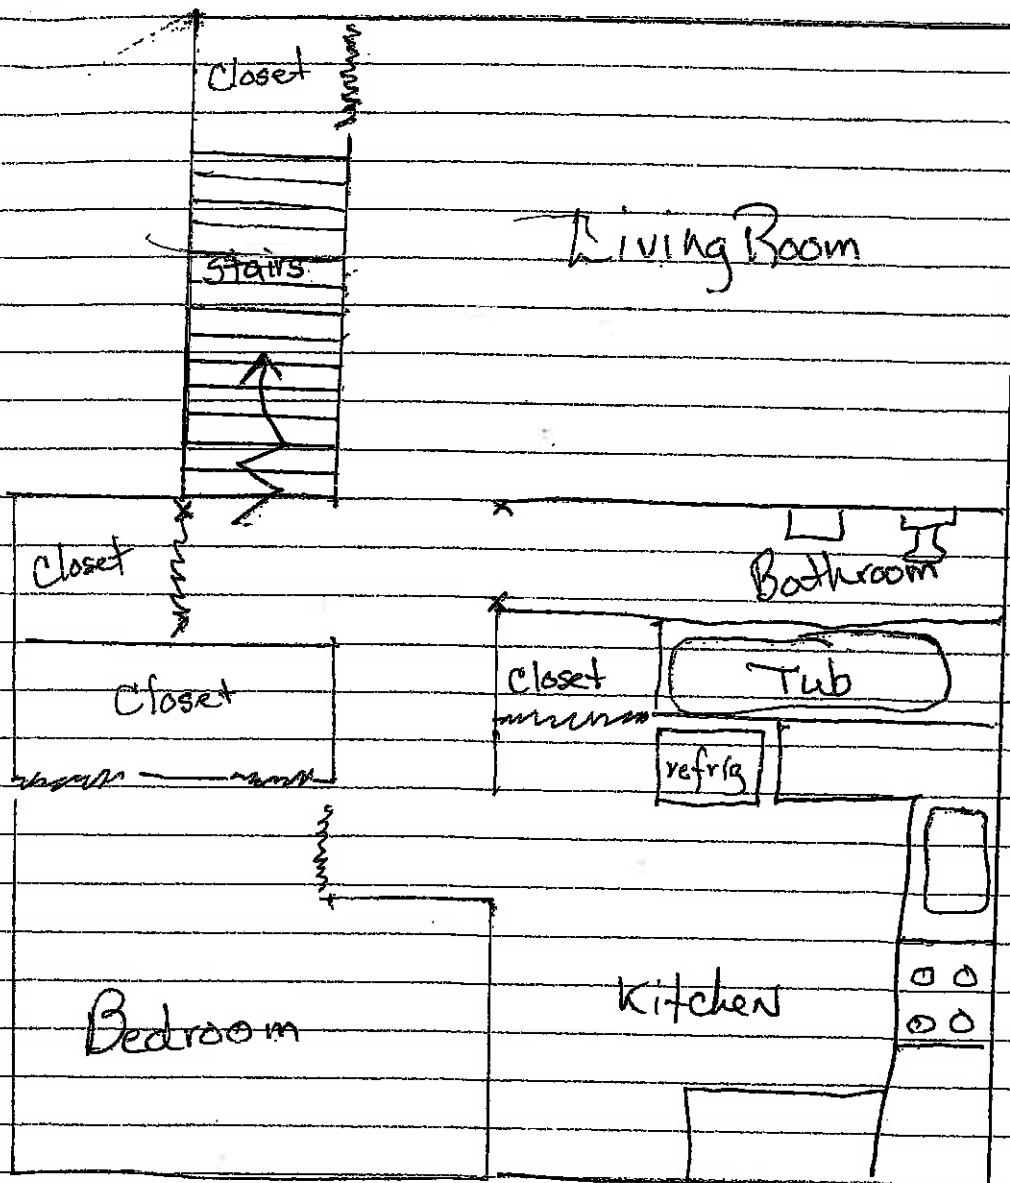 Closet
Living Room
Stairs
Closet
Bathroom
Closet
Closet
Tub
refrig
Kitchen
Bedroom